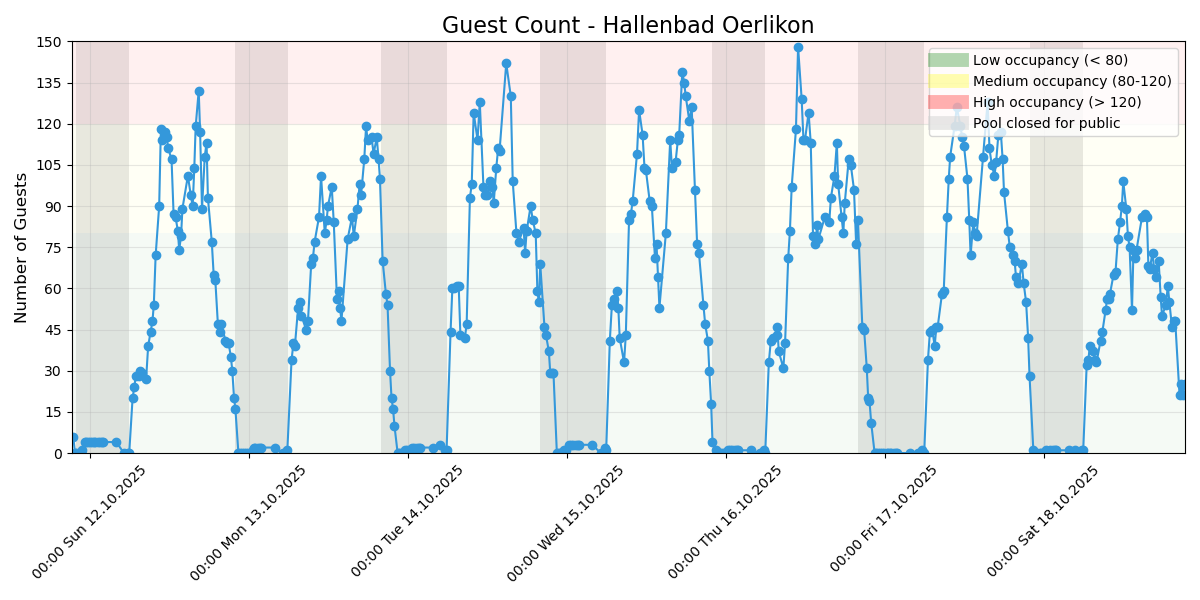 Guest Count - Hallenbad Oerlikon
Number of Guests
150
135
120
105
90
75
60
45
30
15
0
Low occupancy (< 80)
Medium occupancy (80-120)
High occupancy (> 120)
Pool closed for public
00:00 Sun 12.10.2025
00:00 Mon 13.10.2025
00:00 Tue 14.10.2025
00:00 Wed 15.10.2025
00:00 Thu 16.10.2025
00:00 Fri 17.10.2025
00:00 Sat 18.10.2025